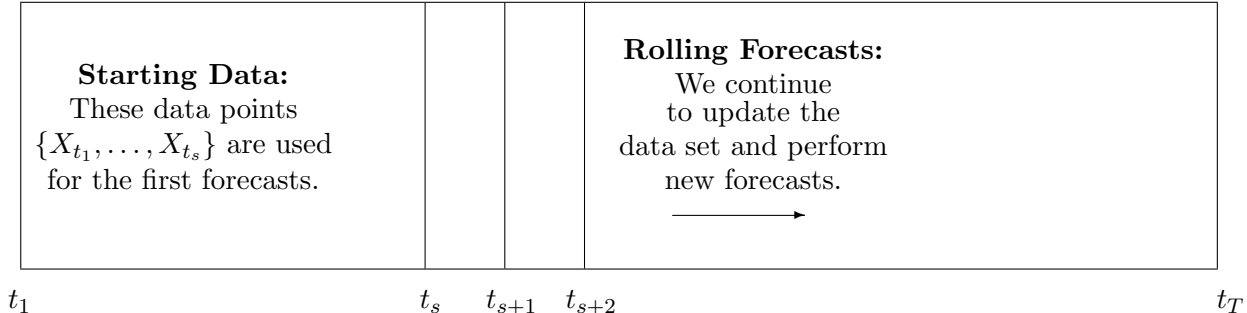 Starting Data:
These data points
{X_{t_1}, . . . , X_{t_s}} are used
for the first forecasts.
Rolling Forecasts:
We continue
to update the
data set and perform
new forecasts.
t_1 t_s t_{s+1} t_{s+2} t_T